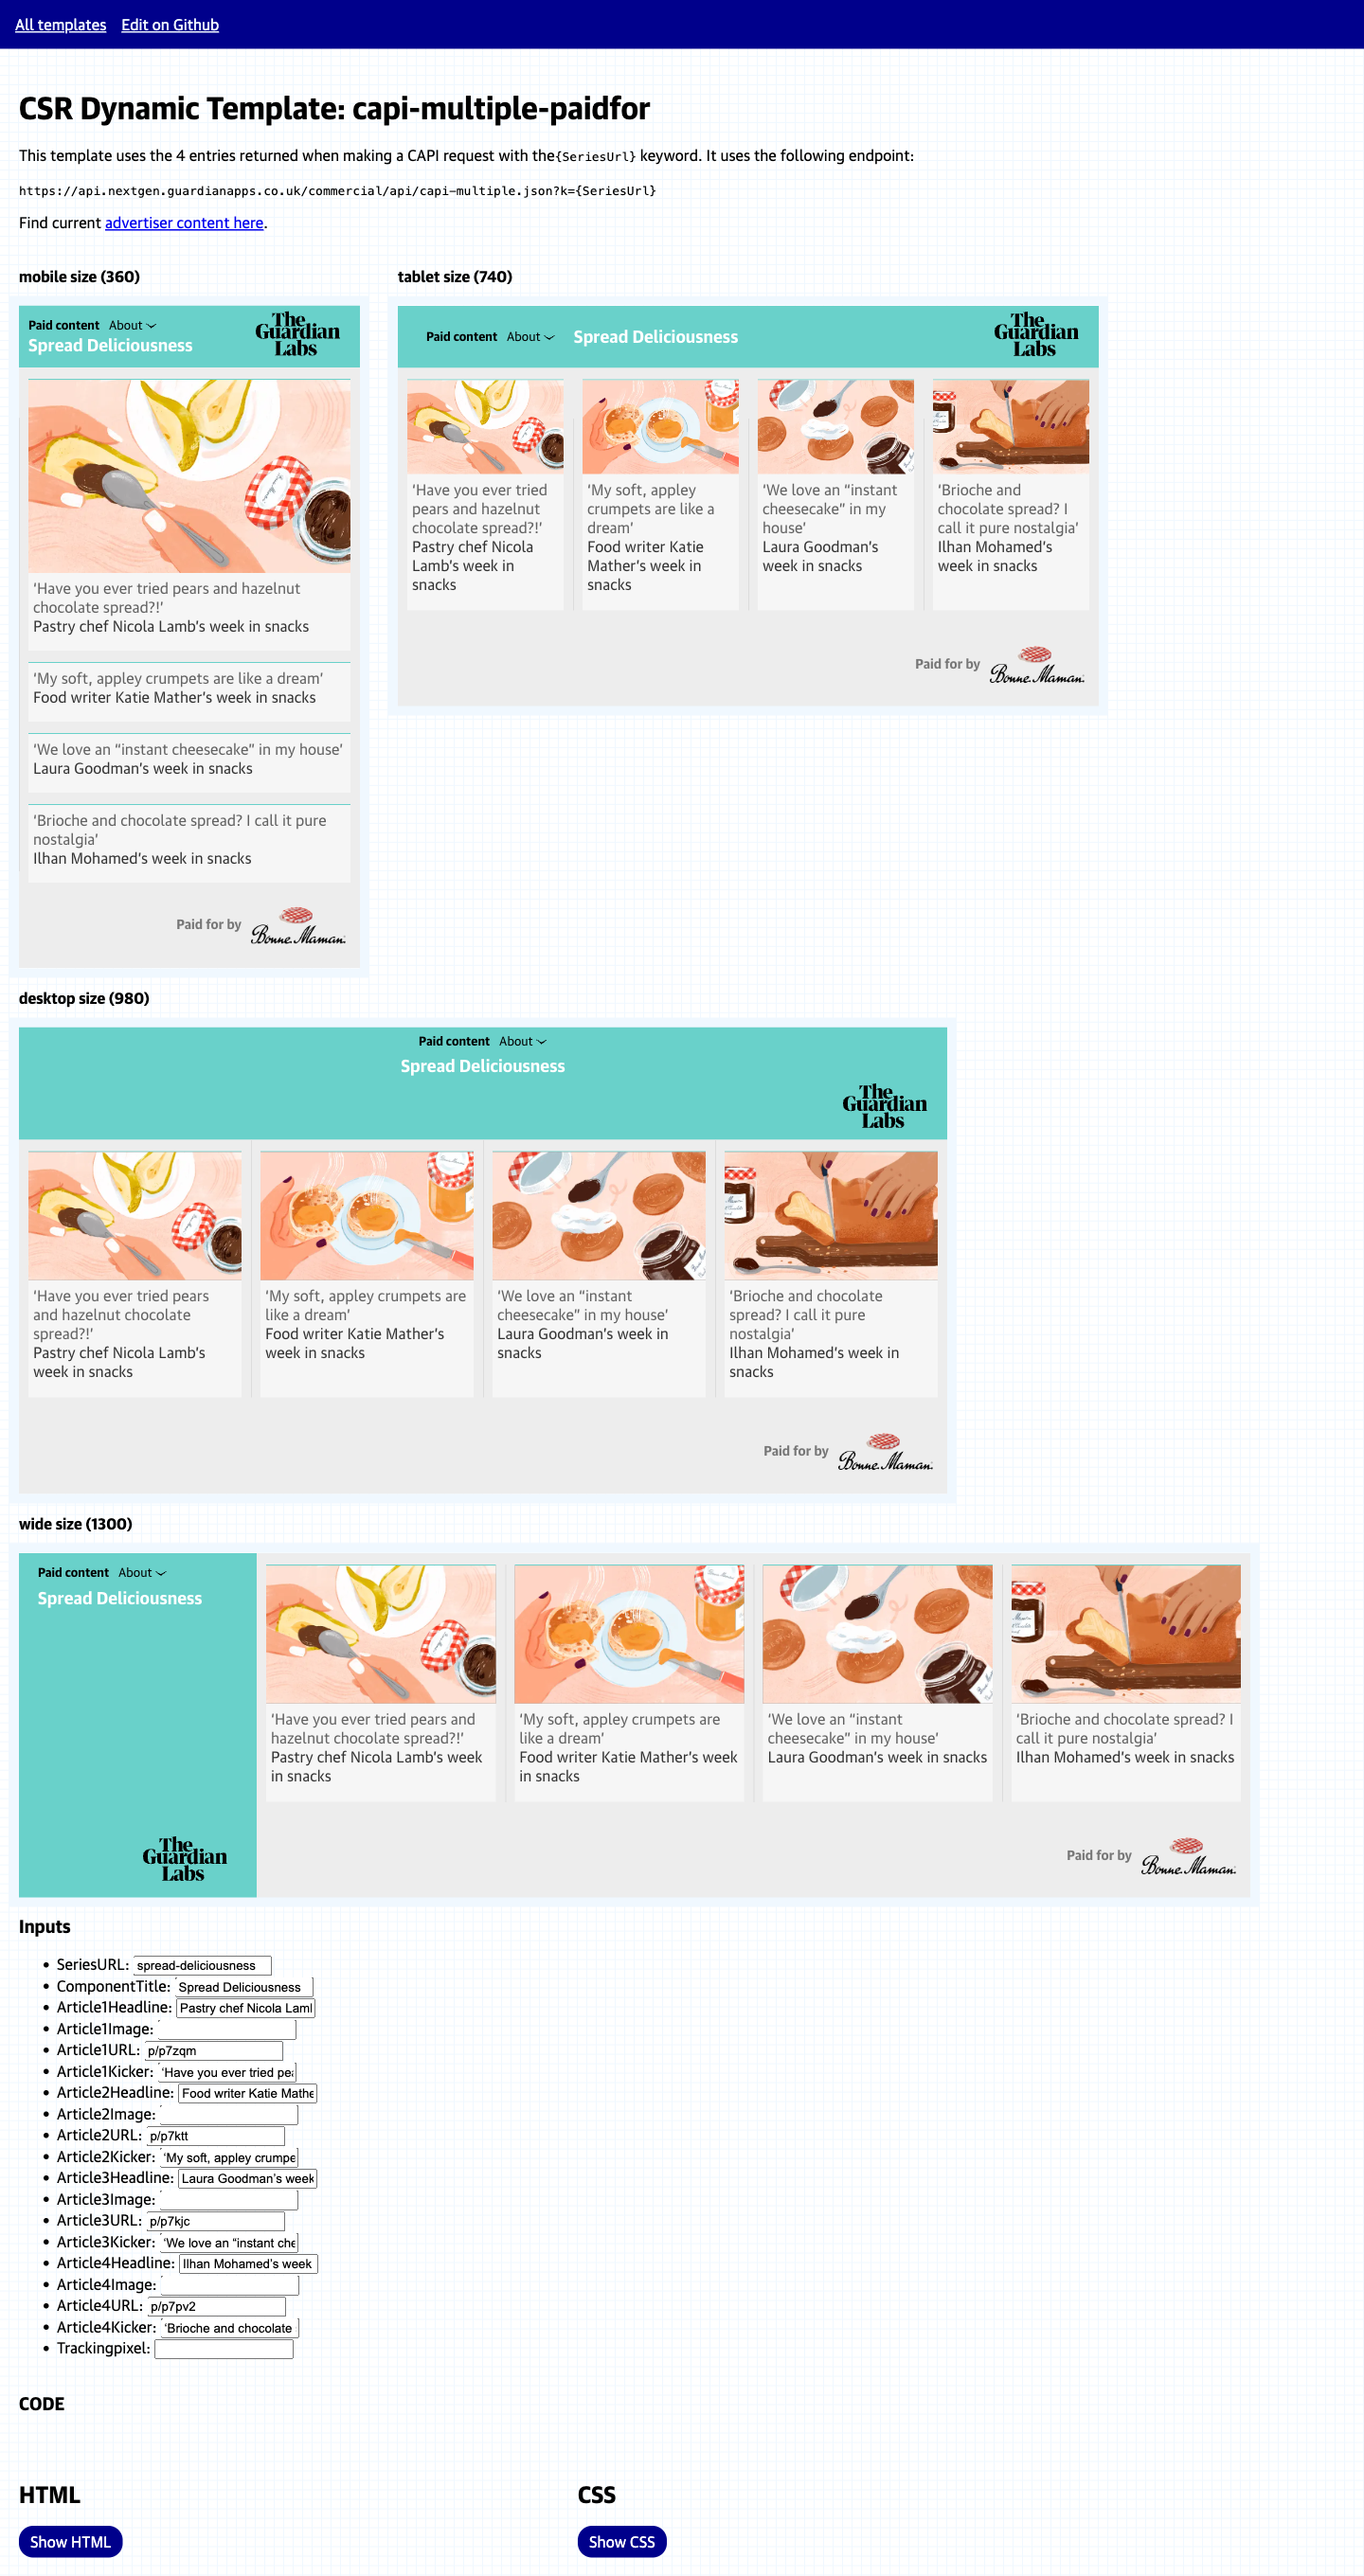 All templates Edit on Github
CSR Dynamic Template: capi-multiple-paidfor
This template uses the 4 entries returned when making a CAPI request with the{SeriesUrl} keyword. It uses the following endpoint:
https://api.nextgen.guardianapps.co.uk/commercial/api/capi-multiple.json?k={SeriesUrl}
Find current advertiser content here.
mobile size (360)
Paid content About
Spread Deliciousness
The
Guardian
Labs
‘Have you ever tried pears and hazelnut
chocolate spread?!’
Pastry chef Nicola Lamb’s week in snacks
‘My soft, appley crumpets are like a dream’
Food writer Katie Mather’s week in snacks
‘We love an “instant cheesecake” in my house’
Laura Goodman’s week in snacks
‘Brioche and chocolate spread? I call it pure
nostalgia’
Ilhan Mohamed’s week in snacks
Paid for by
Bonne Maman
tablet size (740)
Paid content About
Spread Deliciousness
The
Guardian
Labs
‘Have you ever tried
pears and hazelnut
chocolate spread?!’
Pastry chef Nicola
Lamb’s week in
snacks
‘My soft, appley
crumpets are like a
dream’
Food writer Katie
Mather’s week in
snacks
‘We love an “instant
cheesecake” in my
house’
Laura Goodman’s
week in snacks
‘Brioche and
chocolate spread? I
call it pure nostalgia’
Ilhan Mohamed’s
week in snacks
Paid for by
Bonne Maman
desktop size (980)
Paid content About
Spread Deliciousness
The
Guardian
Labs
‘Have you ever tried pears
and hazelnut chocolate
spread?!’
Pastry chef Nicola Lamb’s
week in snacks
‘My soft, appley crumpets are
like a dream’
Food writer Katie Mather’s
week in snacks
‘We love an “instant
cheesecake” in my house’
Laura Goodman’s week in
snacks
‘Brioche and chocolate
spread? I call it pure
nostalgia’
Ilhan Mohamed’s week in
snacks
Paid for by
Bonne Maman
wide size (1300)
Paid content About
Spread Deliciousness
The
Guardian
Labs
‘Have you ever tried pears and
hazelnut chocolate spread?!’
Pastry chef Nicola Lamb’s week
in snacks
‘My soft, appley crumpets are
like a dream’
Food writer Katie Mather’s week
in snacks
‘We love an “instant
cheesecake” in my house’
Laura Goodman’s week in snacks
‘Brioche and chocolate spread? I
call it pure nostalgia’
Ilhan Mohamed’s week in snacks
Paid for by
Bonne Maman
Inputs
• SeriesURL: spread-deliciousness
• ComponentTitle: Spread Deliciousness
• Article1Headline: Pastry chef Nicola Laml
• Article1Image:
• Article1URL: p/p7zqm
• Article1Kicker: ‘Have you ever tried pea
• Article2Headline: Food writer Katie Mathe
• Article2Image:
• Article2URL: p/p7ktt
• Article2Kicker: ‘My soft, appley crumpe
• Article3Headline: Laura Goodman’s week
• Article3Image:
• Article3URL: p/p7kjc
• Article3Kicker: ‘We love an “instant che
• Article4Headline: Ilhan Mohamed’s week
• Article4Image:
• Article4URL: p/p7pv2
• Article4Kicker: ‘Brioche and chocolate
• Trackingpixel:
CODE
HTML
Show HTML
CSS
Show CSS